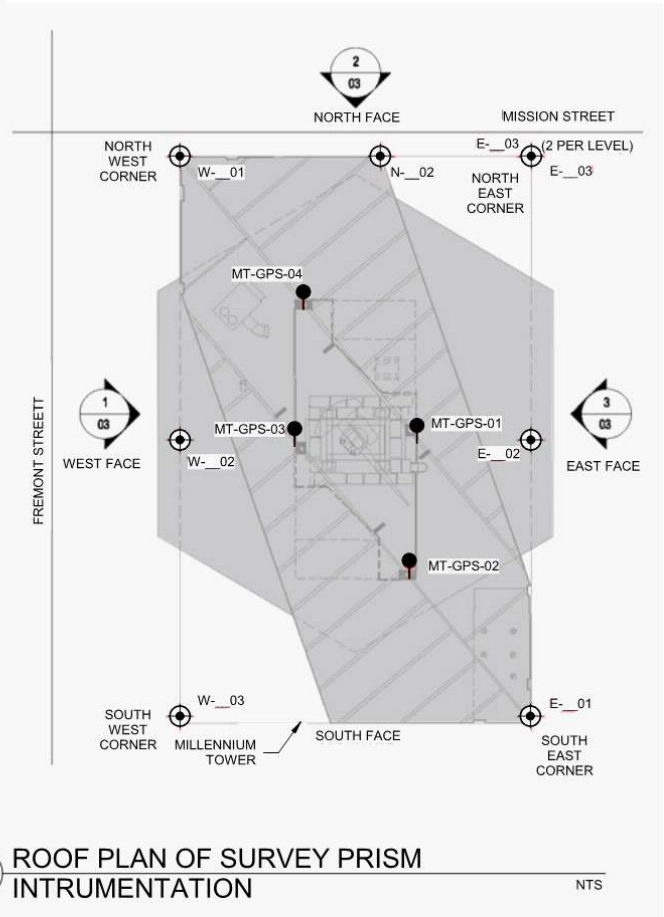 2
03
NORTH FACE
MISSION STREET
NORTH
WEST
CORNER
W-__01
N-__02
E-__03
(2 PER LEVEL)
E-__03
NORTH
EAST
CORNER
MT-GPS-04
1
03
WEST FACE
FREMONT STREETT
MT-GPS-03
MT-GPS-01
W-__02
E-__02
3
03
EAST FACE
MT-GPS-02
W-__03
SOUTH
WEST
CORNER
MILLENNIUM
TOWER
SOUTH FACE
E-__01
SOUTH
EAST
CORNER
ROOF PLAN OF SURVEY PRISM
INTRUMENTATION
NTS